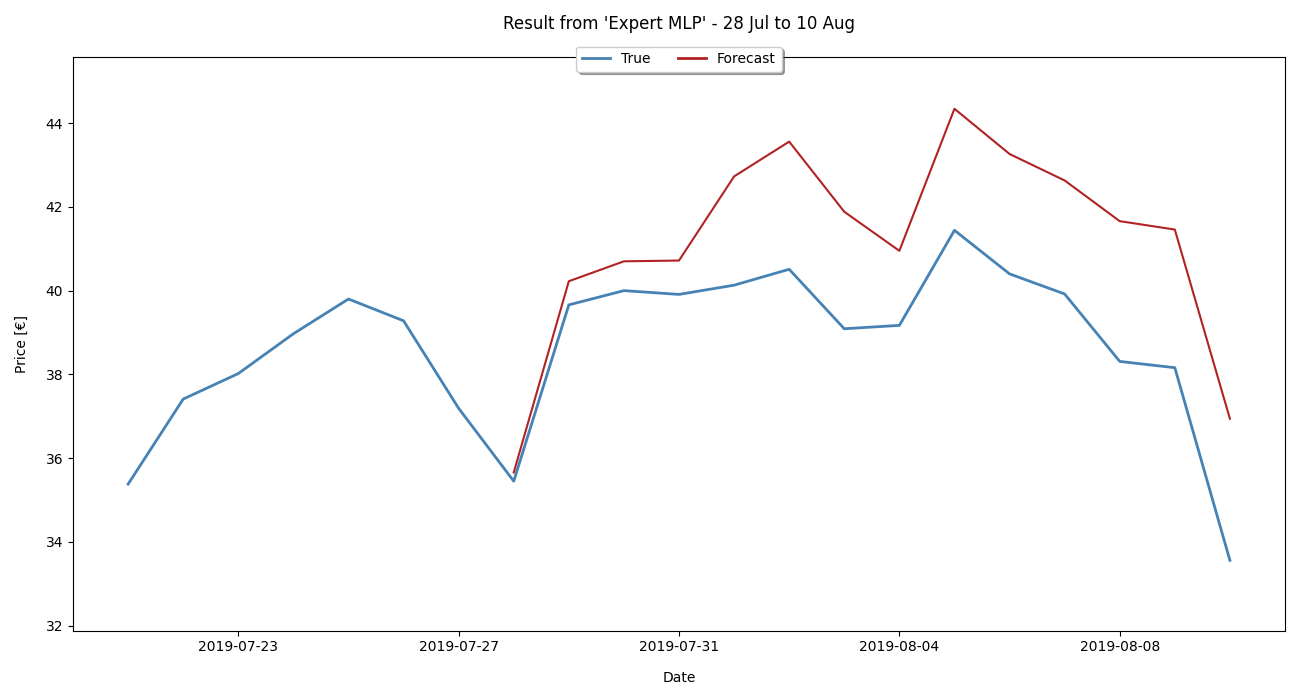 Result from 'Expert MLP' - 28 Jul to 10 Aug
True Forecast
44
42
40
38
36
34
32
Price [€]
2019-07-23 2019-07-27 2019-07-31 2019-08-04 2019-08-08
Date